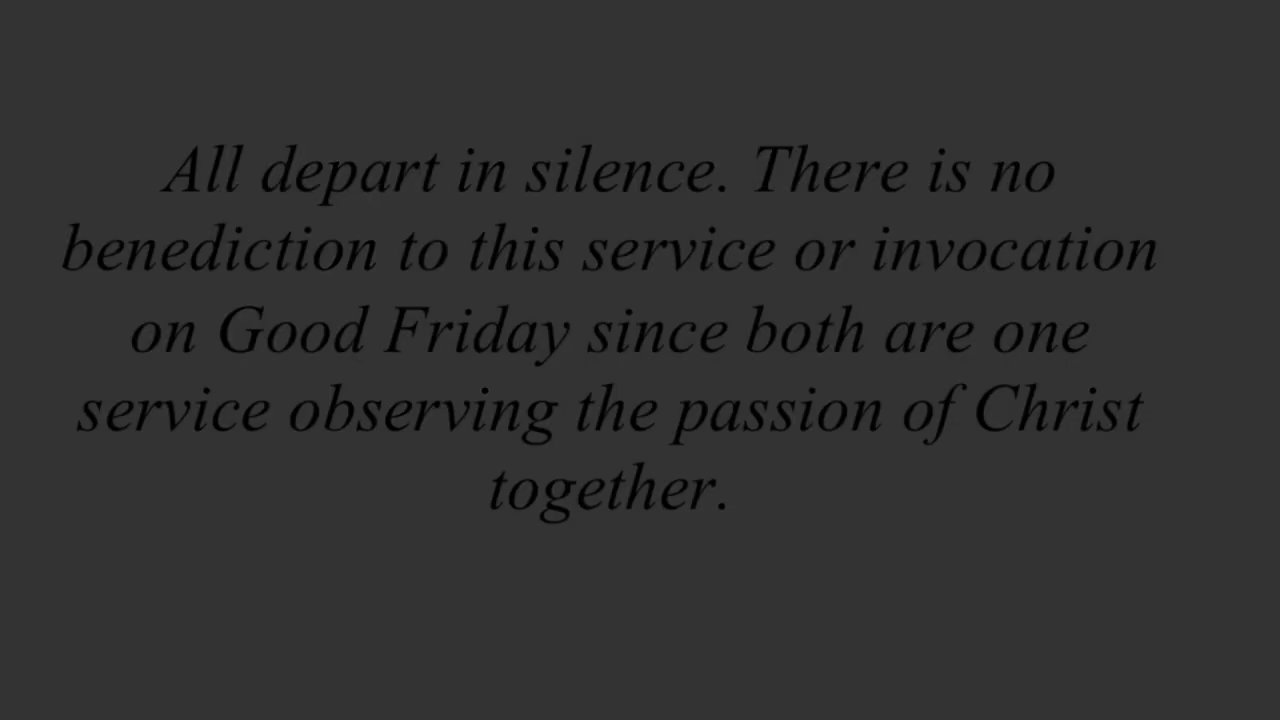 All depart in silence. There is no
benediction to this service or invocation
on Good Friday since both are one
service observing the passion of Christ
together.